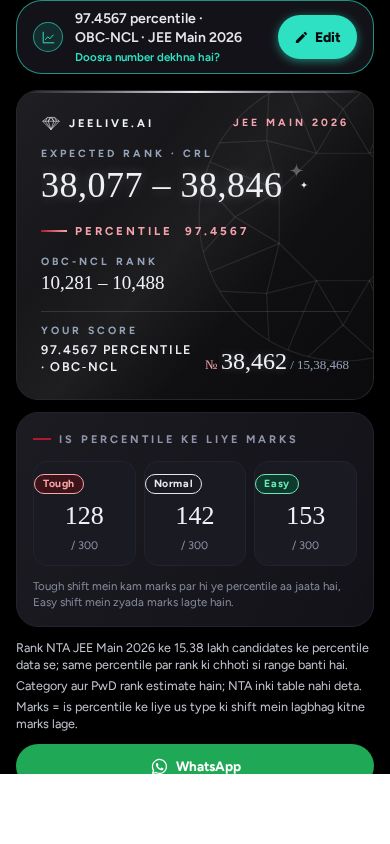 97.4567 percentile ·
OBC-NCL · JEE Main 2026
Doosra number dekhna hai?
Edit
JEELIVE.AI
JEE MAIN 2026
EXPECTED RANK · CRL
38,077 – 38,846
PERCENTILE 97.4567
OBC-NCL RANK
10,281 – 10,488
YOUR SCORE
97.4567 PERCENTILE
· OBC-NCL
№ 38,462 / 15,38,468
IS PERCENTILE KE LIYE MARKS
Tough
128
/ 300
Normal
142
/ 300
Easy
153
/ 300
Tough shift mein kam marks par hi ye percentile aa jaata hai,
Easy shift mein zyada marks lagte hain.
Rank NTA JEE Main 2026 ke 15.38 lakh candidates ke percentile
data se; same percentile par rank ki chhoti si range banti hai.
Category aur PwD rank estimate hain; NTA inki table nahi deta.
Marks = is percentile ke liye us type ki shift mein lagbhag kitne
marks lage.
WhatsApp